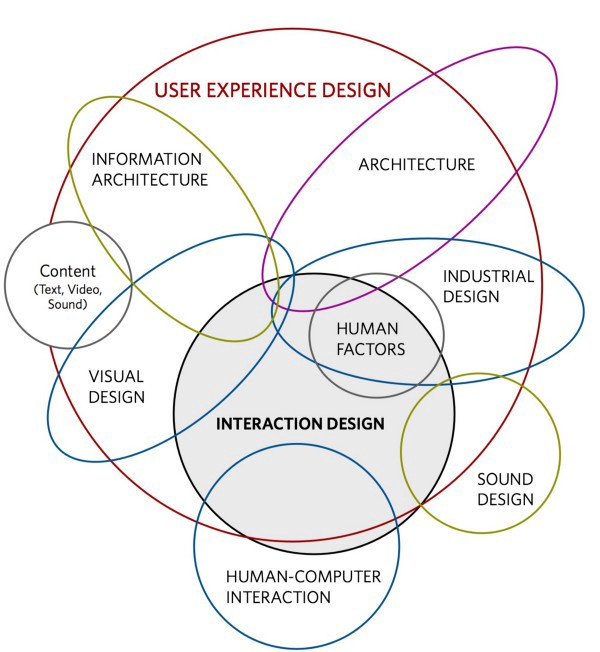 USER EXPERIENCE DESIGN
INFORMATION
ARCHITECTURE
ARCHITECTURE
Content
(Text, Video,
Sound)
INDUSTRIAL
DESIGN
HUMAN
FACTORS
VISUAL
DESIGN
INTERACTION DESIGN
SOUND
DESIGN
HUMAN-COMPUTER
INTERACTION